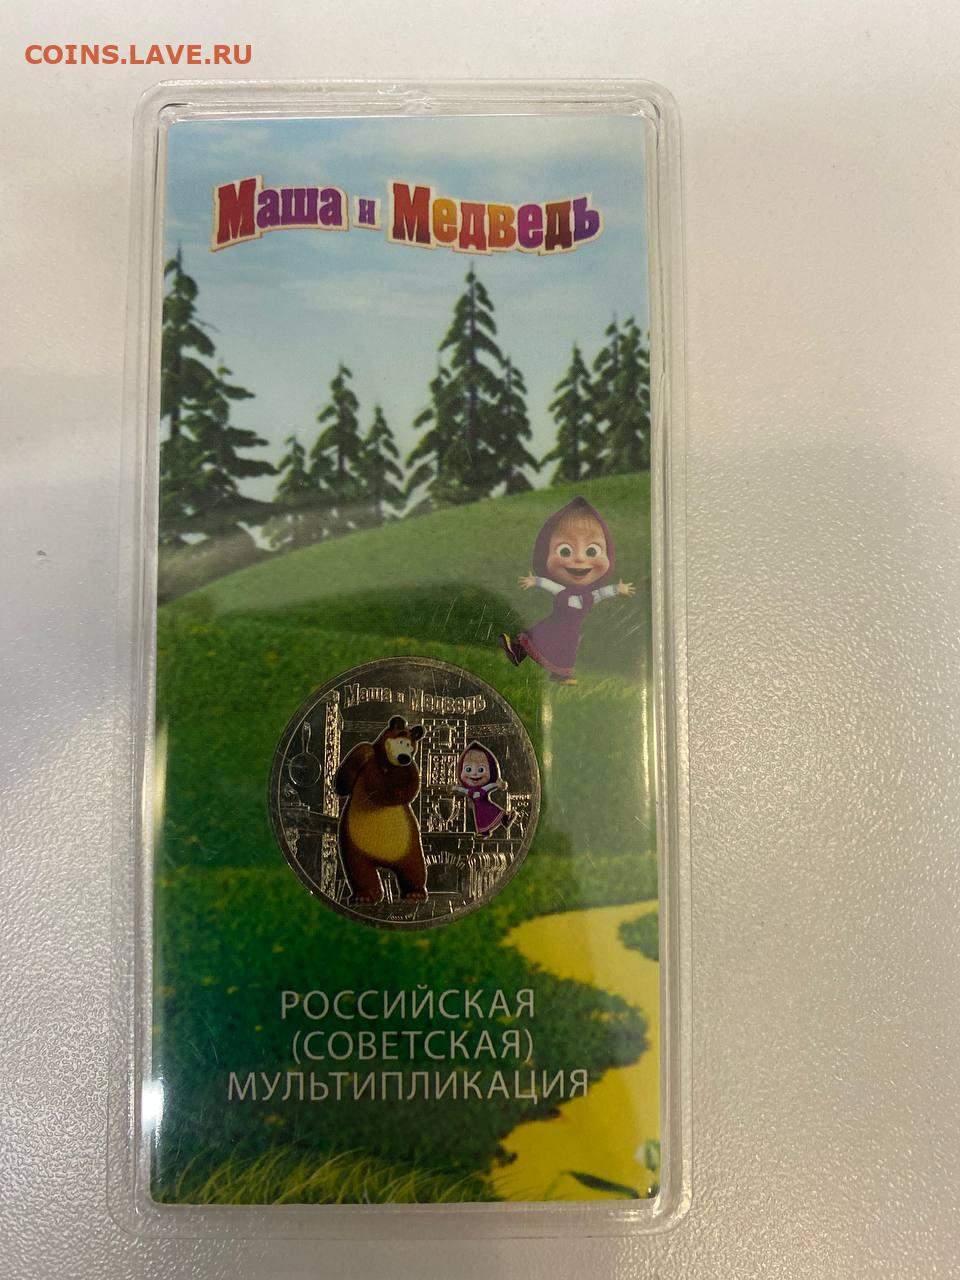 COINS.LAVE.RU
Маша и Медведь
Маша и Медведь
РОССИЙСКАЯ
(СОВЕТСКАЯ)
МУЛЬТИПЛИКАЦИЯ